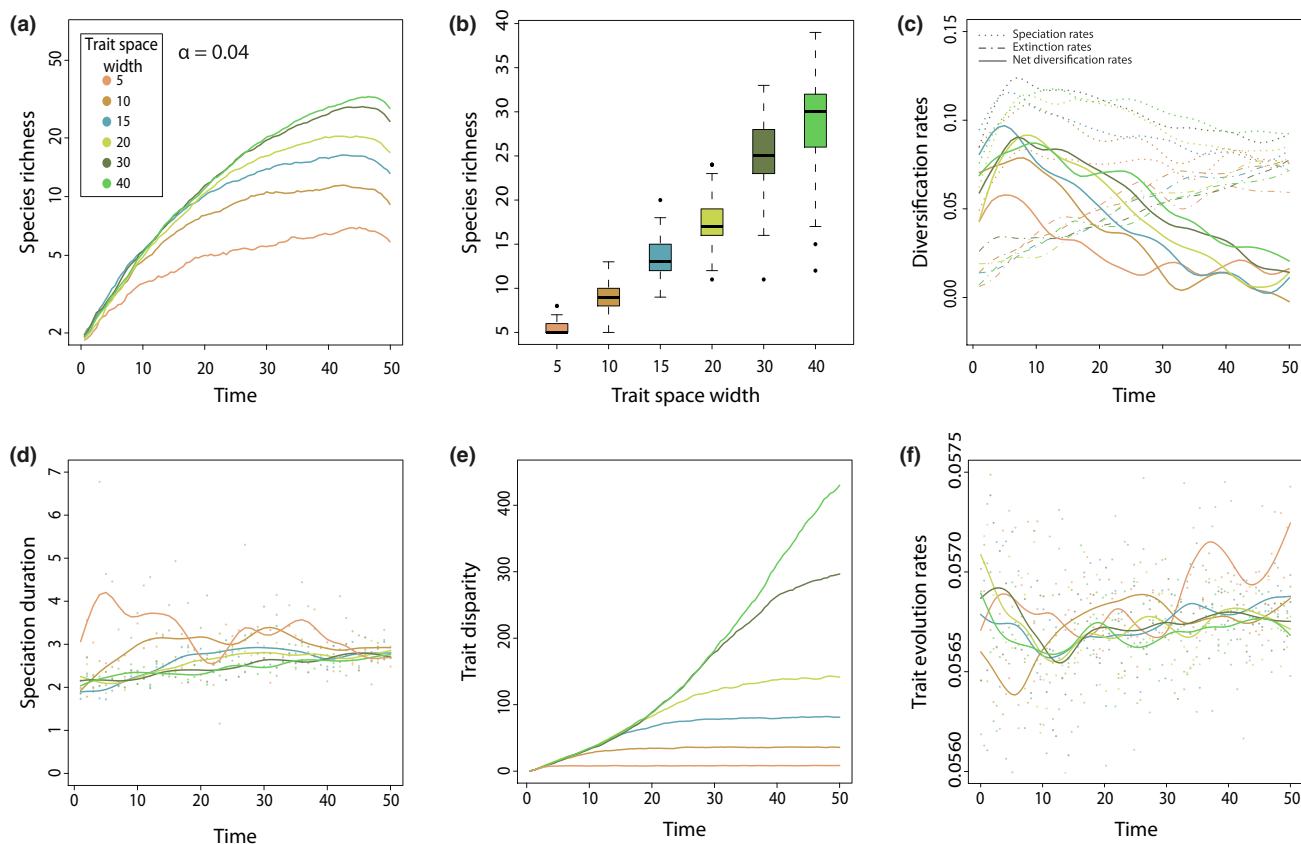 (a)
Trait space
width
5
10
15
20
30
40
α = 0.04
Species richness
50
20
10
5
2
0 10 20 30 40 50
Time
(b)
Species richness
40
35
30
25
20
15
10
5
5 10 15 20 30 40
Trait space width
(c)
Speciation rates
Extinction rates
Net diversification rates
Diversification rates
0.15
0.10
0.05
0.00
0 10 20 30 40 50
Time
(d)
Speciation duration
7
6
5
4
3
2
1
0
0 10 20 30 40 50
Time
(e)
Trait disparity
400
300
200
100
0
0 10 20 30 40 50
Time
(f)
Trait evolution rates
0.0575
0.0570
0.0565
0.0560
0 10 20 30 40 50
Time